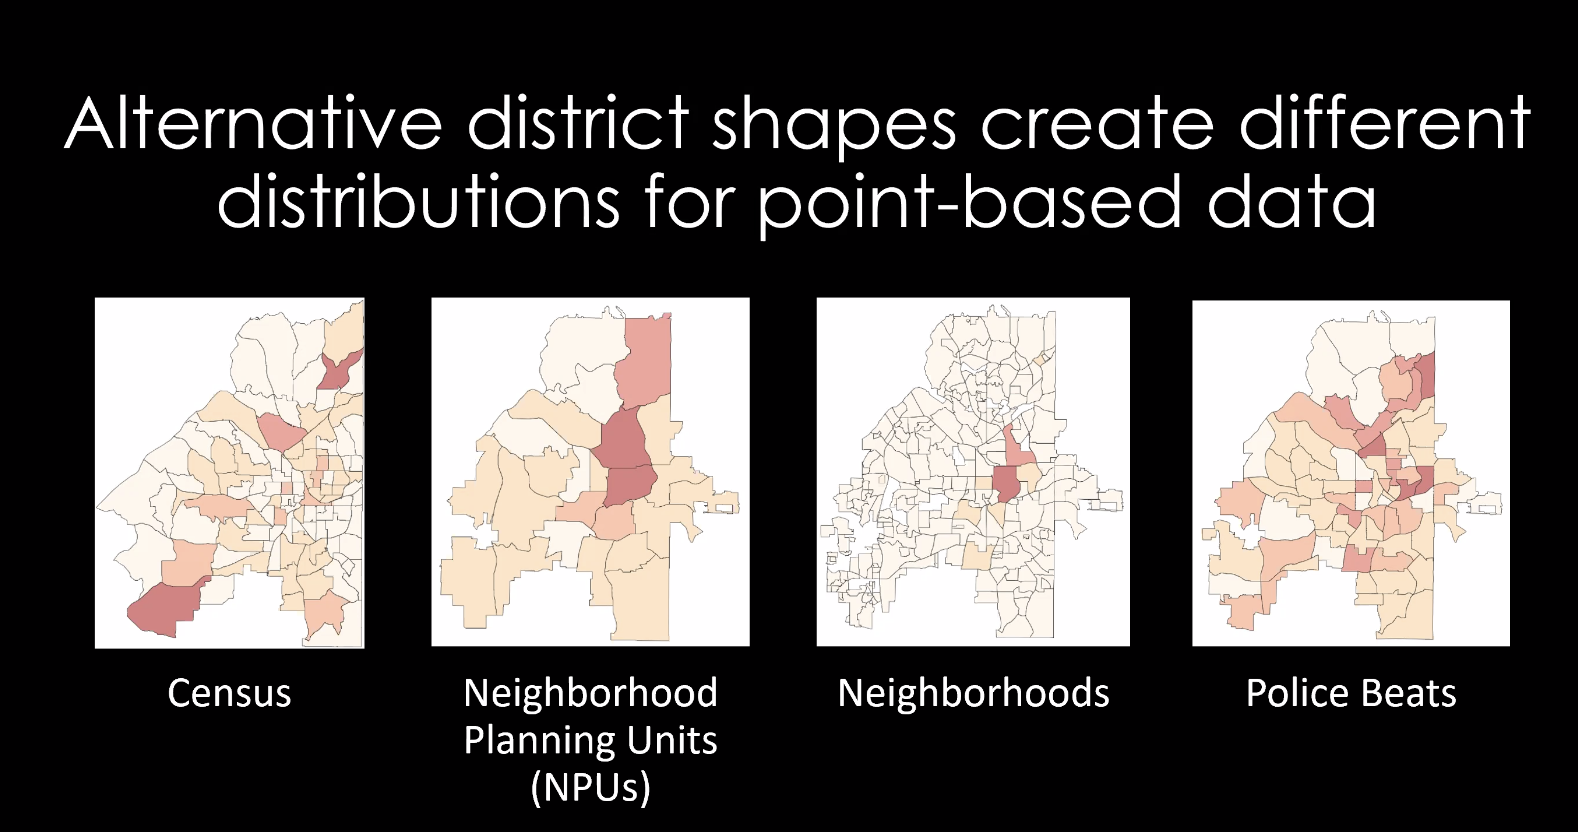 Alternative district shapes create different
distributions for point-based data
Census
Neighborhood
Planning Units
(NPUs)
Neighborhoods
Police Beats